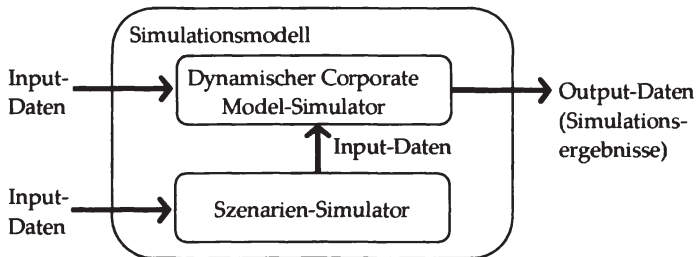 Simulationsmodell
Input-
Daten
Dynamischer Corporate
Model-Simulator
Output-Daten
(Simulations-
ergebnisse)
Input-Daten
Input-
Daten
Szenarien-Simulator